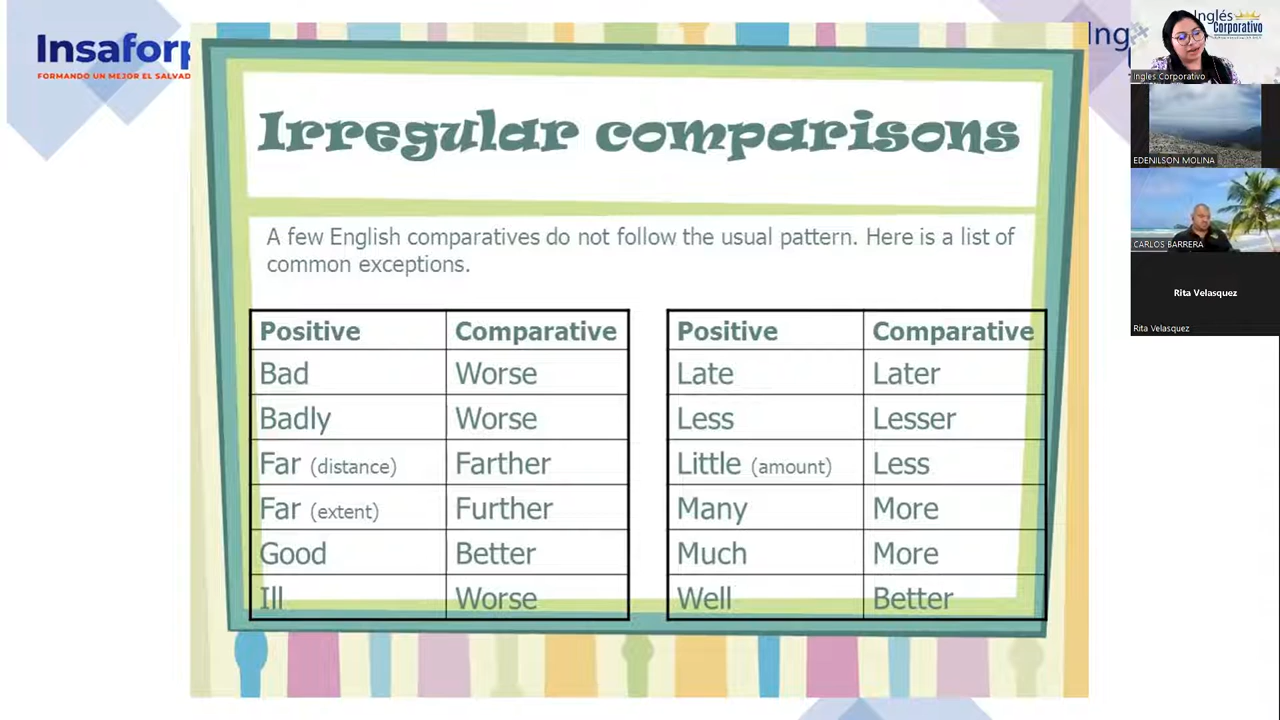 Insaforp
FORMANDO UN MEJOR EL SALVA
Irregular comparisons
A few English comparatives do not follow the usual pattern. Here is a list of
common exceptions.
Positive Comparative
Bad Worse
Badly Worse
Far (distance) Farther
Far (extent) Further
Good Better
Ill Worse
Positive Comparative
Late Later
Less Lesser
Little (amount) Less
Many More
Much More
Well Better
Ing
Inglés
Corporativo
Ingles Corporativo
EDENILSON MOLINA
CARLOS BARRERA
Rita Velasquez
Rita Velasquez